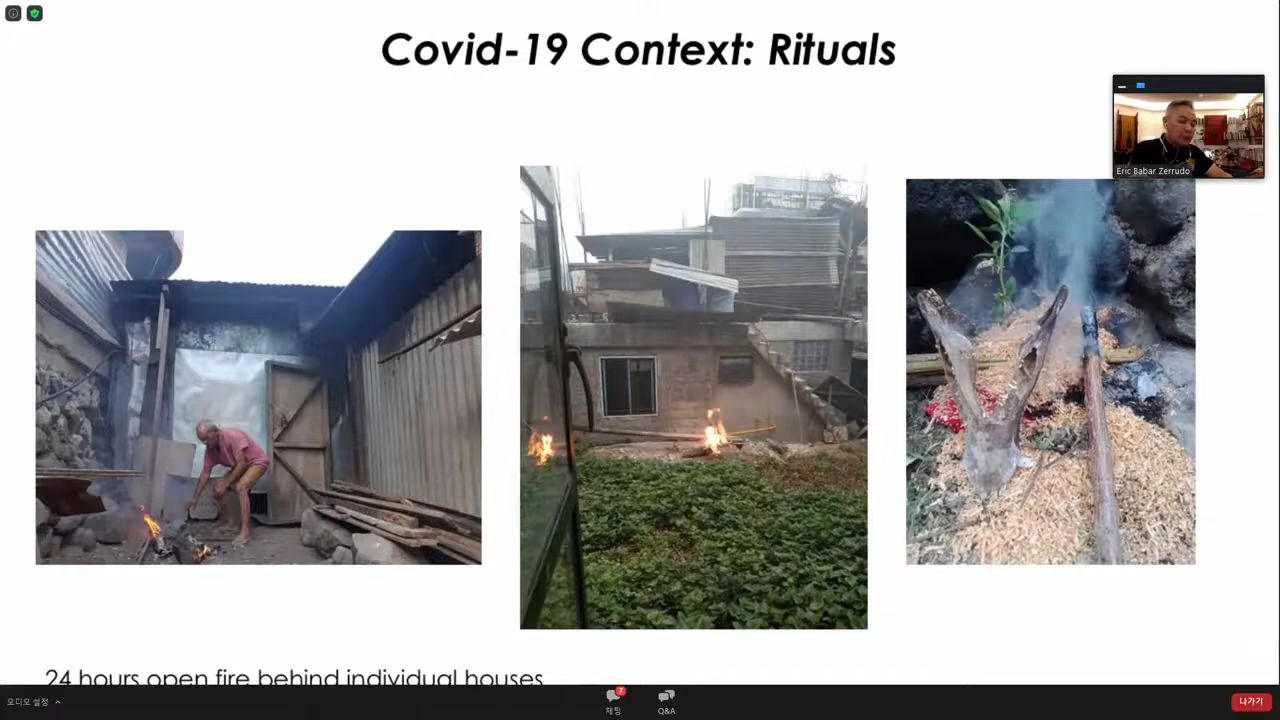 Covid-19 Context: Rituals
Eric Babar Zerrudo
24 hours open fire behind individual houses
오디오 설정
7
채팅
Q&A
나가기